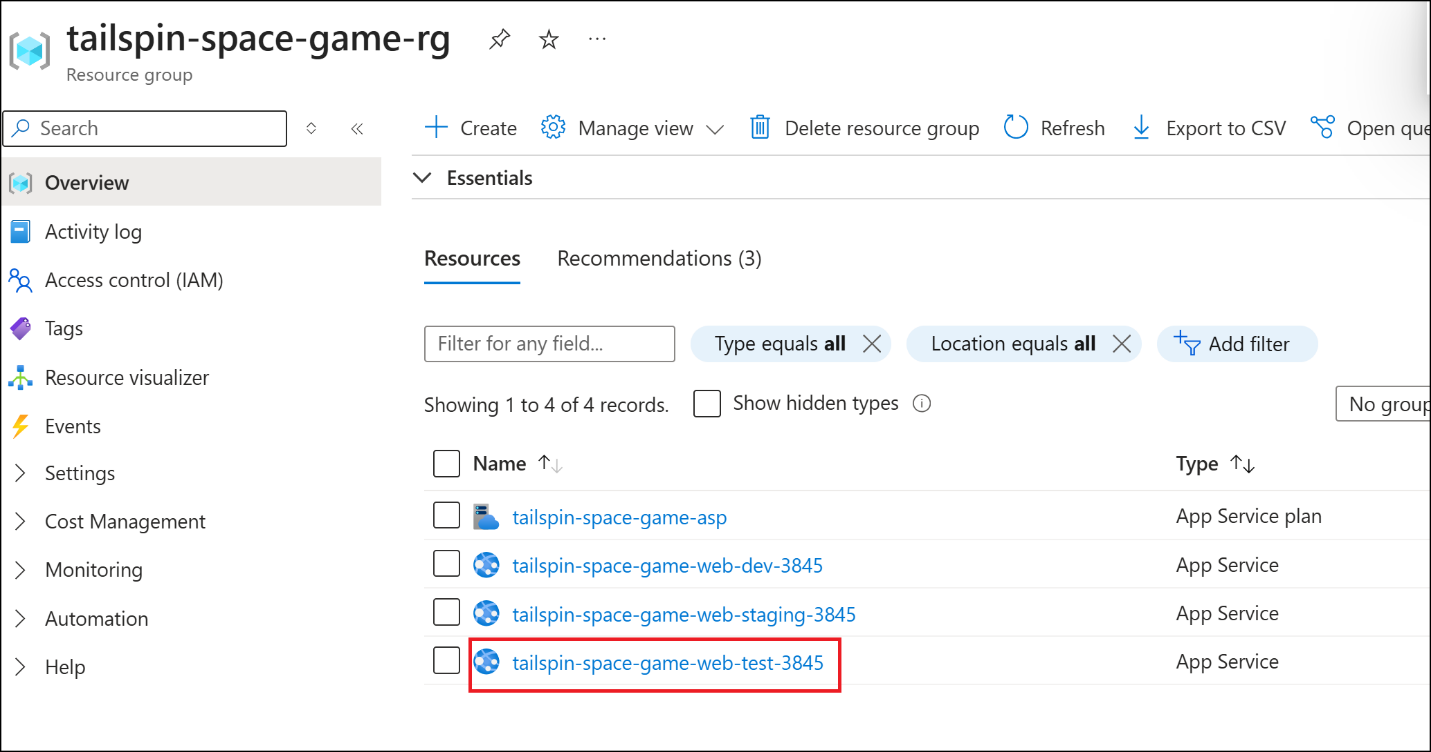 tailspin-space-game-rg
Resource group
Search
Create
Manage view
Delete resource group
Refresh
Export to CSV
Open
Overview
Essentials
Activity log
Access control (IAM)
Tags
Resource visualizer
Events
Settings
Cost Management
Monitoring
Automation
Help
Resources
Recommendations (3)
Filter for any field...
Type equals all
Location equals all
Add filter
Showing 1 to 4 of 4 records.
Show hidden types
No
Name
Type
tailspin-space-game-asp
App Service plan
tailspin-space-game-web-dev-3845
App Service
tailspin-space-game-web-staging-3845
App Service
tailspin-space-game-web-test-3845
App Service